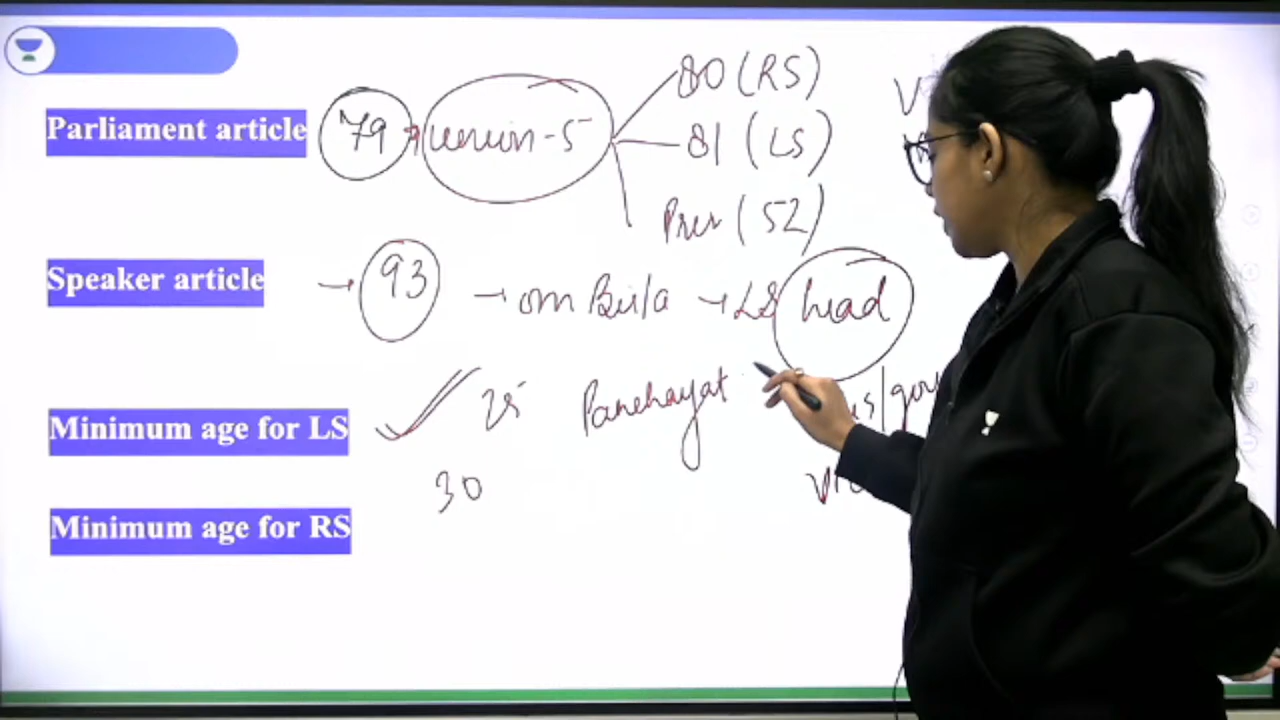 Parliament article 79 → union-5 80 (RS)
81 (LS)
Pres (52)
Speaker article → 93 → om Birla → LS head
Minimum age for LS 25 Panchayat
30
Minimum age for RS